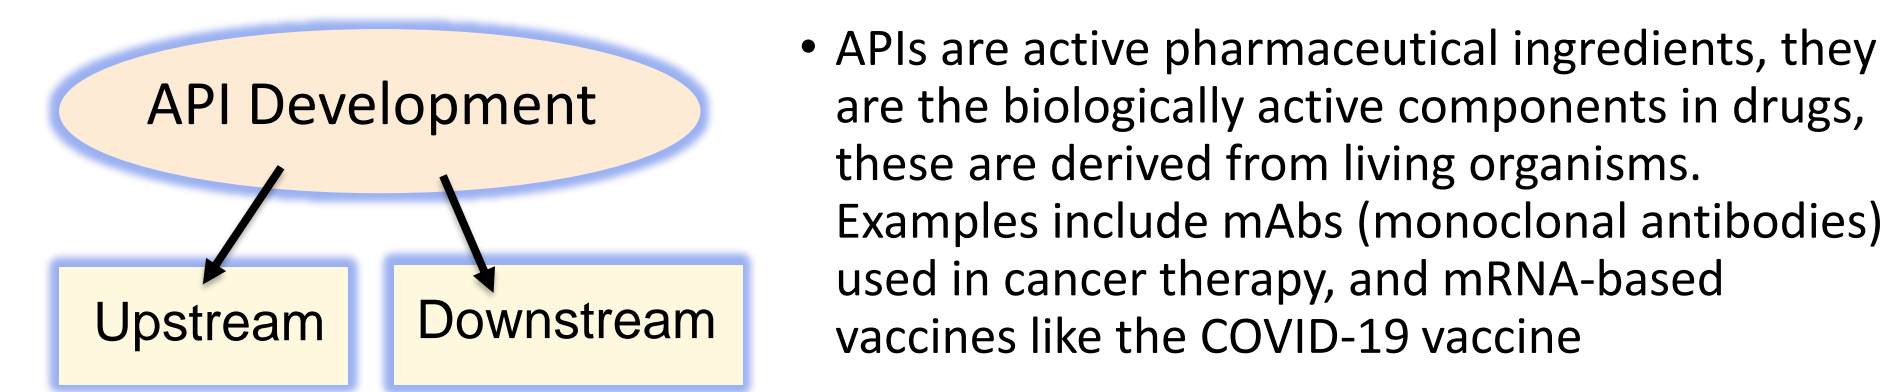 API Development
Upstream
Downstream
• APIs are active pharmaceutical ingredients, they
are the biologically active components in drugs,
these are derived from living organisms.
Examples include mAbs (monoclonal antibodies)
used in cancer therapy, and mRNA-based
vaccines like the COVID-19 vaccine